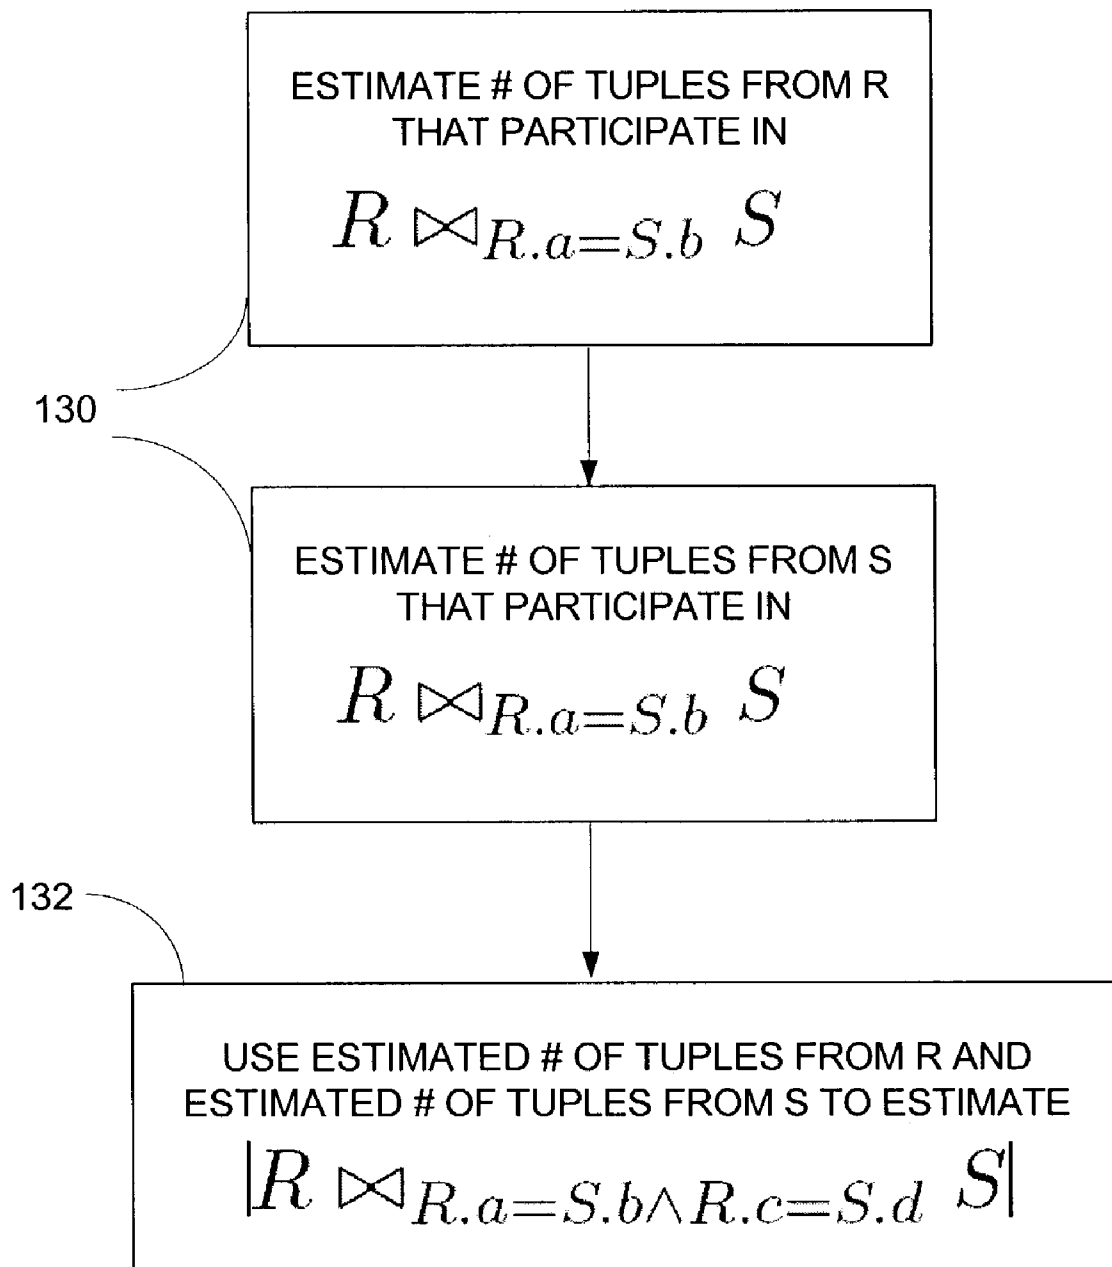 ESTIMATE # OF TUPLES FROM R
THAT PARTICIPATE IN
R ⋈R.a=S.b S
130
ESTIMATE # OF TUPLES FROM S
THAT PARTICIPATE IN
R ⋈R.a=S.b S
132
USE ESTIMATED # OF TUPLES FROM R AND
ESTIMATED # OF TUPLES FROM S TO ESTIMATE
|R ⋈R.a=S.b∧R.c=S.d S|